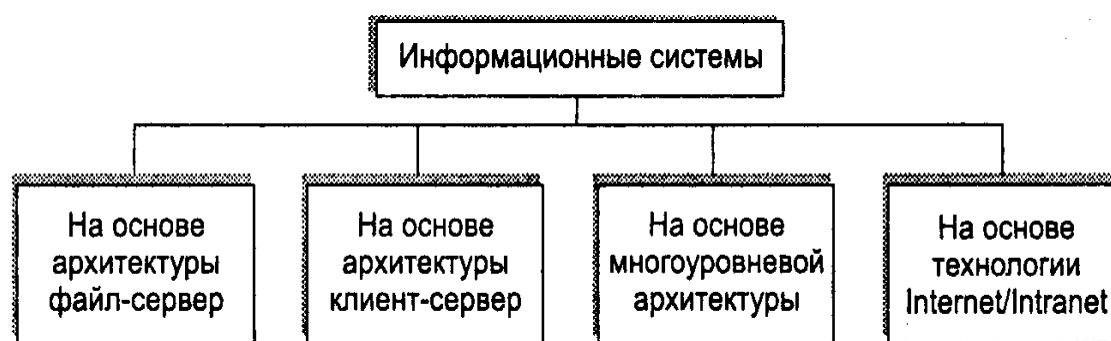 Информационные системы
На основе
архитектуры
файл-сервер
На основе
архитектуры
клиент-сервер
На основе
многоуровневой
архитектуры
На основе
технологии
Internet/Intranet